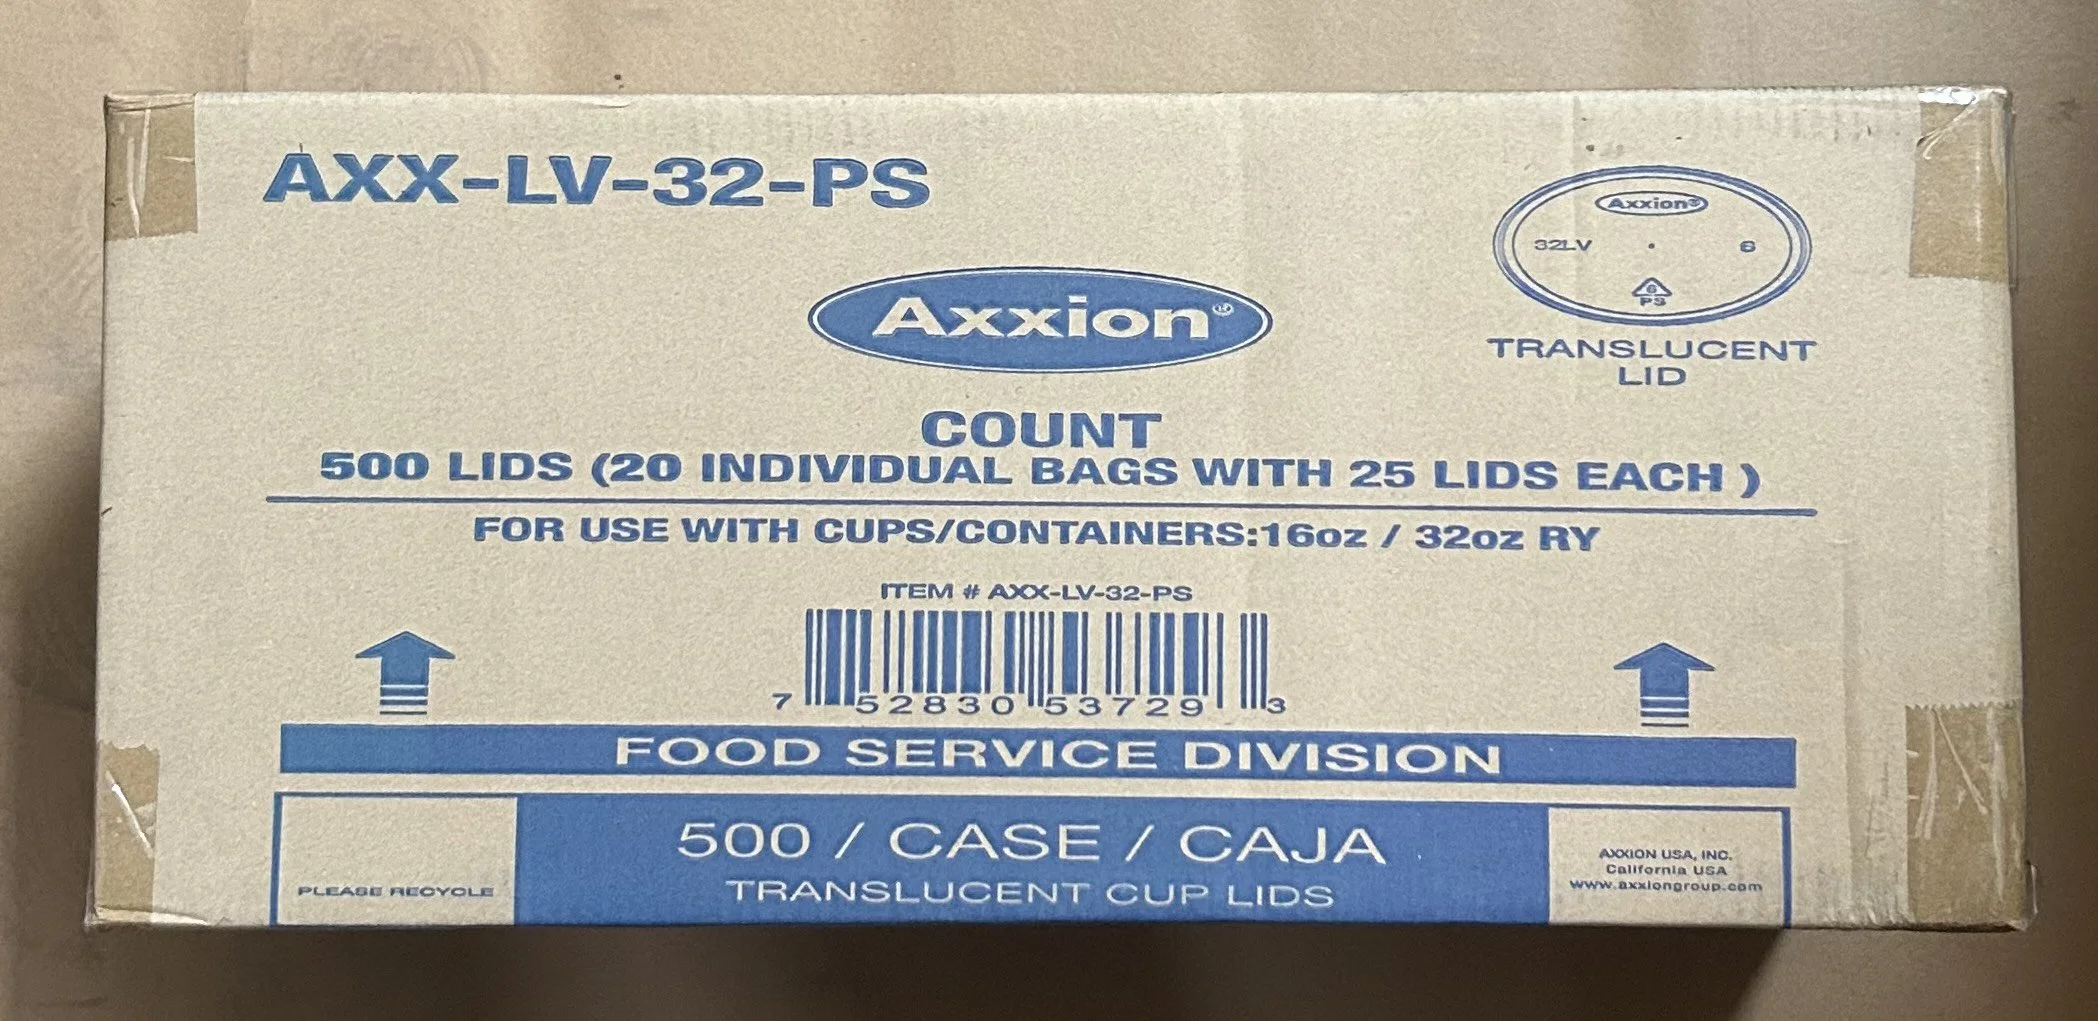 AXX-LV-32-PS
Axxion®
32LV
6
6
PS
TRANSLUCENT
LID
Axxion®
COUNT
500 LIDS (20 INDIVIDUAL BAGS WITH 25 LIDS EACH )
FOR USE WITH CUPS/CONTAINERS:16oz / 32oz RY
ITEM # AXX-LV-32-PS
7 52830 53729 3
FOOD SERVICE DIVISION
500 / CASE / CAJA
TRANSLUCENT CUP LIDS
PLEASE RECYCLE
AXXION USA, INC.
California USA
www.axxiongroup.com